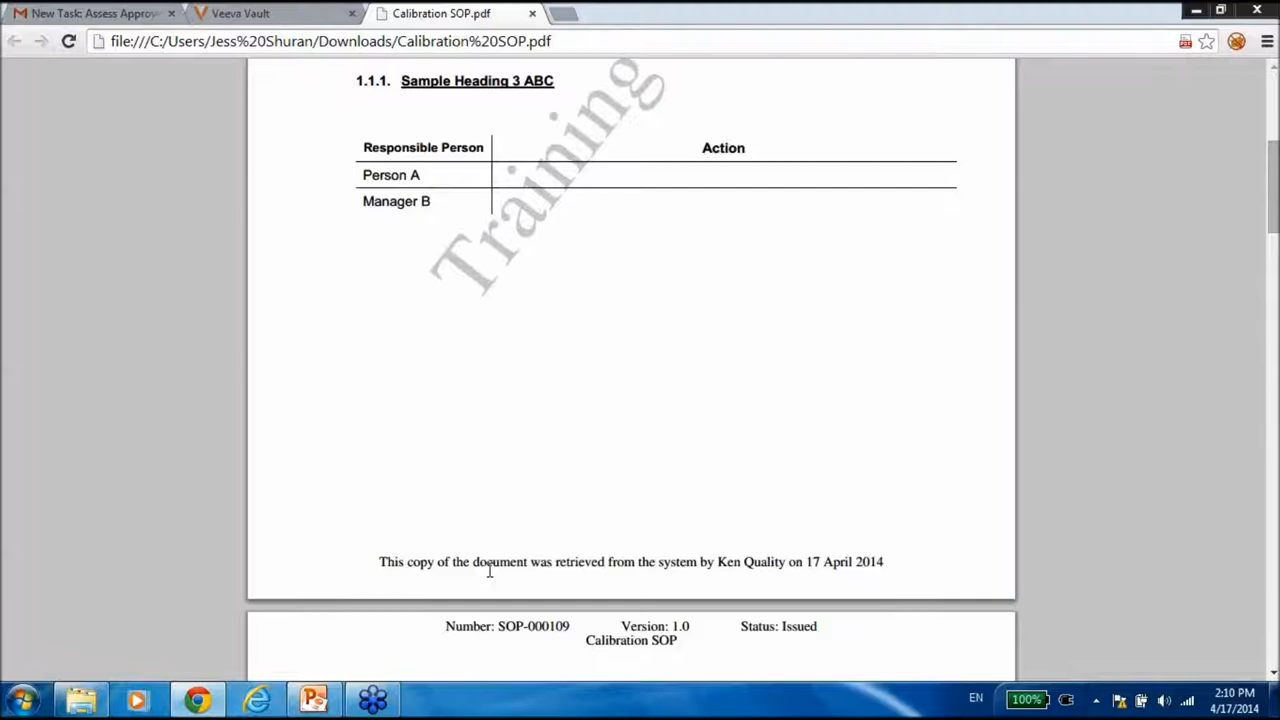 New Task: Assess Approv
Veeva Vault
Calibration SOP.pdf
file:///C:/Users/Jess%20Shuran/Downloads/Calibration%20SOP.pdf
1.1.1. Sample Heading 3 ABC
Responsible Person Action
Person A
Manager B
Training
This copy of the document was retrieved from the system by Ken Quality on 17 April 2014
Number: SOP-000109 Version: 1.0 Status: Issued
Calibration SOP
EN 100% 2:10 PM
4/17/2014